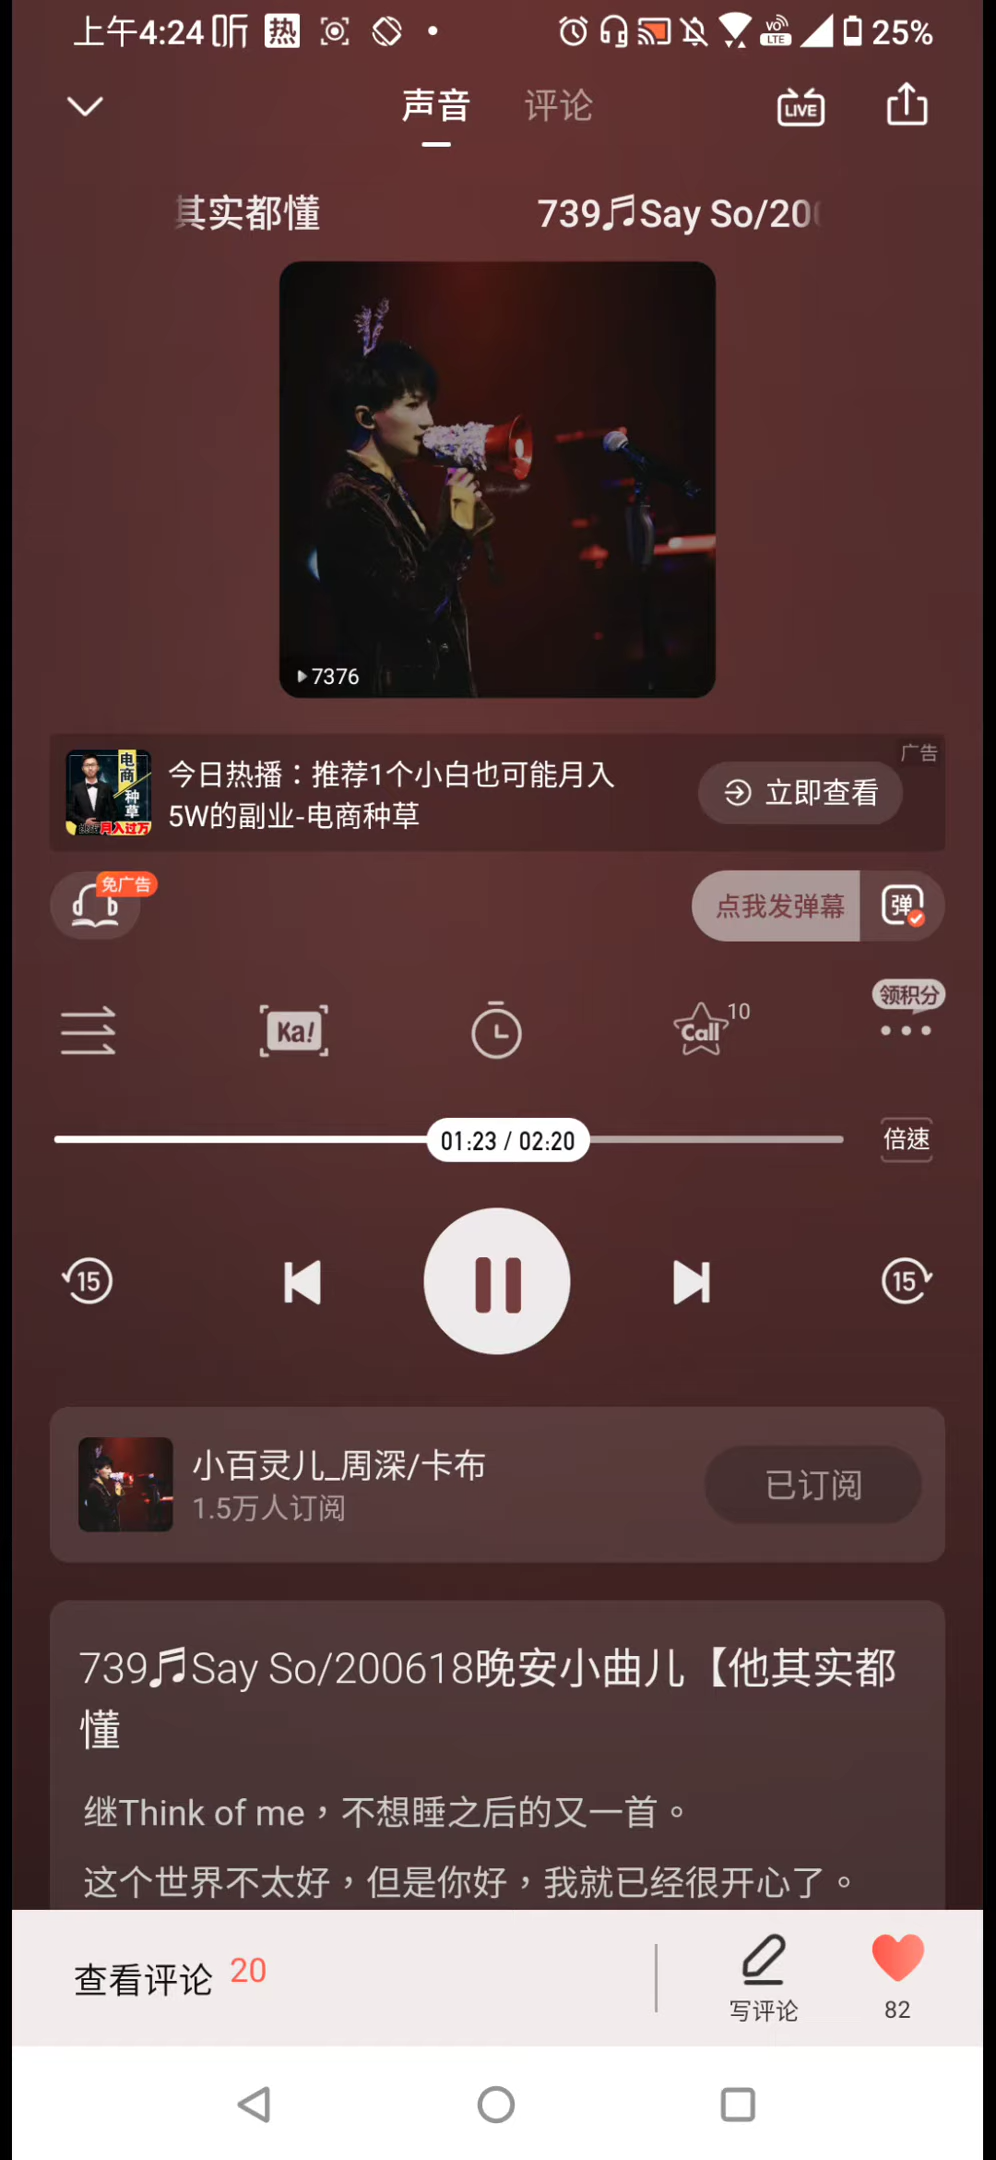 上午4:24 听 热 25%
VO LTE
声音 评论 LIVE
其实都懂 739♬Say So/200
7376
广告
今日热播：推荐1个小白也可能月入
5W的副业-电商种草
立即查看
电商
种草
月入过万
免广告
点我发弹幕 弹
领积分
Ka!
Call 10
01:23 / 02:20 倍速
15 15
小百灵儿_周深/卡布
1.5万人订阅
已订阅
739♬Say So/200618晚安小曲儿【他其实都
懂
继Think of me，不想睡之后的又一首。
这个世界不太好，但是你好，我就已经很开心了。
查看评论 20
写评论
82